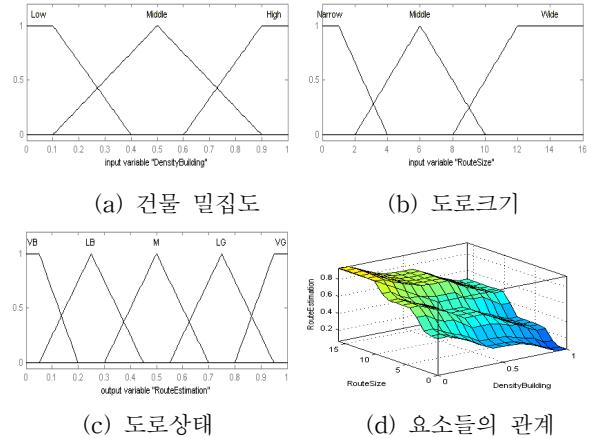 Low Middle High
1
0.5
0
0 0.1 0.2 0.3 0.4 0.5 0.6 0.7 0.8 0.9 1
input variable "DensityBuilding"
(a) 건물 밀집도
Narrow Middle Wide
1
0.5
0
0 2 4 6 8 10 12 14 16
input variable "RouteSize"
(b) 도로크기
VB LB M LG VG
1
0.5
0
0 0.1 0.2 0.3 0.4 0.5 0.6 0.7 0.8 0.9 1
output variable "RouteEstimation"
(c) 도로상태
RouteEstimation
0.8
0.6
0.4
0.2
15 10 5 0
RouteSize
0 0.5 1
DensityBuilding
(d) 요소들의 관계